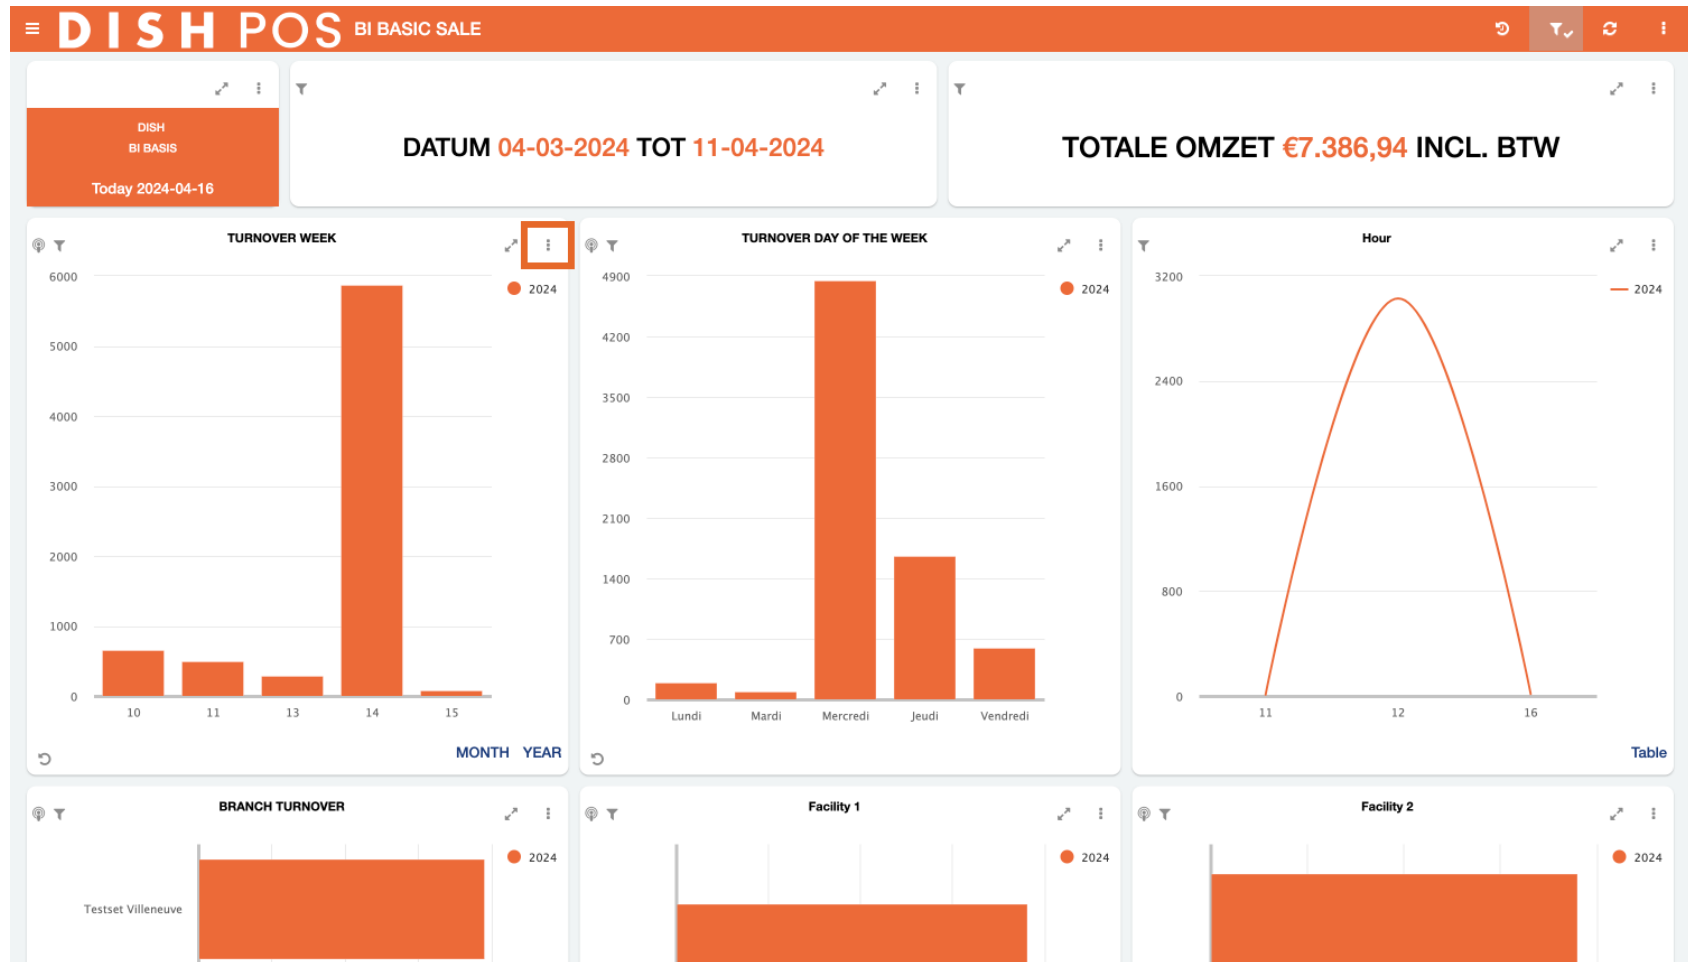 DISH POS BI BASIC SALE
DISH
BI BASIS
Today 2024-04-16
DATUM 04-03-2024 TOT 11-04-2024
TOTALE OMZET €7.386,94 INCL. BTW
TURNOVER WEEK
2024
6000
5000
4000
3000
2000
1000
0
10 11 13 14 15
MONTH YEAR
TURNOVER DAY OF THE WEEK
2024
4900
4200
3500
2800
2100
1400
700
0
Lundi Mardi Mercredi Jeudi Vendredi
Hour
2024
3200
2400
1600
800
0
11 12 16
Table
BRANCH TURNOVER
2024
Testset Villeneuve
Facility 1
2024
Facility 2
2024